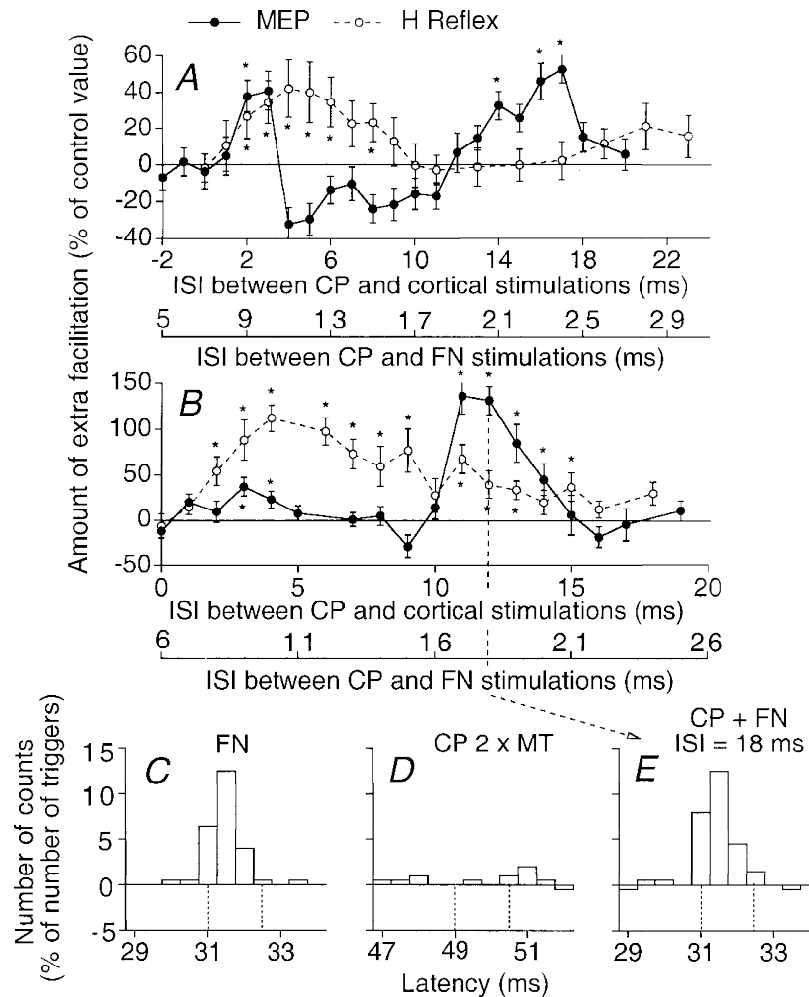 MEP H Reflex
Amount of extra facilitation (% of control value)
A
60
40
20
0
-20
-40
* * * * * * * * * * *
-2 2 6 10 14 18 22
ISI between CP and cortical stimulations (ms)
5 9 13 17 21 25 29
ISI between CP and FN stimulations (ms)
B
150
100
50
0
-50
* * * * * * * * * * * * * * * * *
0 5 10 15 20
ISI between CP and cortical stimulations (ms)
6 11 16 21 26
ISI between CP and FN stimulations (ms)
Number of counts
(% of number of triggers)
15
10
5
0
-5
C FN
29 31 33
D CP 2 x MT
47 49 51
CP + FN
E ISI = 18 ms
29 31 33
Latency (ms)